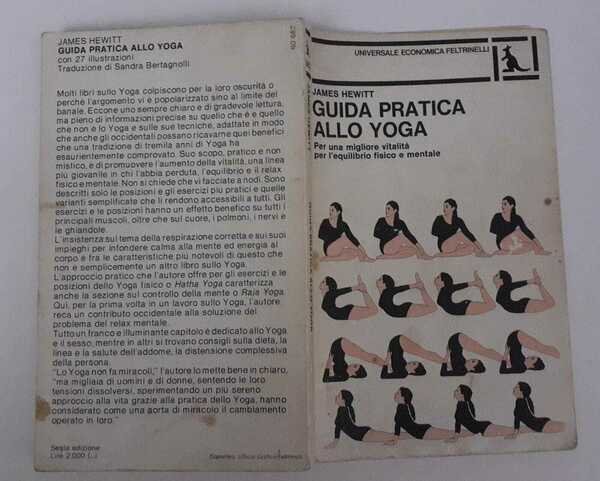 JAMES HEWITT
GUIDA PRATICA ALLO YOGA
con 27 illustrazioni
Traduzione di Sandra Bertagnolli
Molti libri sullo Yoga colpiscono per la loro oscurità o
perché l'argomento vi è popolarizzato sino al limite del
banale. Eccone uno sempre chiaro e di gradevole lettura,
ma pieno di informazioni precise su quello che è e quello
che non è lo Yoga e sulle sue tecniche, adattate in modo
che anche gli occidentali possano ricavarne quei benefici
che una tradizione di tremila anni di Yoga ha
esaurientemente comprovato. Suo scopo, pratico e non
mistico, è di promuovere l'aumento della vitalità, una linea
più giovanile in chi l'abbia perduta, l'equilibrio e il relax
fisico e mentale. Non si chiede che vi facciate a nodi. Sono
descritti solo le posizioni e gli esercizi più pratici e quelle
varianti semplificate che li rendono accessibili a tutti. Gli
esercizi e le posizioni hanno un effetto benefico su tutti i
principali muscoli, oltre che sul cuore, i polmoni, i nervi e
le ghiandole.
L'insistenza sul tema della respirazione corretta e sui suoi
impieghi per infondere calma alla mente ed energia al
corpo è fra le caratteristiche più notevoli di questo che
non è semplicemente un altro libro sullo Yoga.
L'approccio pratico che l'autore offre per gli esercizi e le
posizioni dello Yoga fisico o Hatha Yoga caratterizza
anche la sezione sul controllo della mente o Raja Yoga.
Qui, per la prima volta in un lavoro sullo Yoga, l'autore
reca un contributo occidentale alla soluzione del
problema del relax mentale.
Tutto un franco e illuminante capitolo è dedicato allo Yoga
e il sesso, mentre in altri si trovano consigli sulla dieta, la
linea e la salute dell'addome, la distensione complessiva
della persona.
"Lo Yoga non fa miracoli," l'autore lo mette bene in chiaro,
"ma migliaia di uomini e di donne, sentendo le loro
tensioni dissolversi, sperimentando un più sereno
approccio alla vita grazie alla pratica dello Yoga, hanno
considerato come una sorta di miracolo il cambiamento
operato in loro."
Sesta edizione
Lire 2.000 (..)
UNIVERSALE ECONOMICA FELTRINELLI
JAMES HEWITT
GUIDA PRATICA
ALLO YOGA
Per una migliore vitalità
per l'equilibrio fisico e mentale